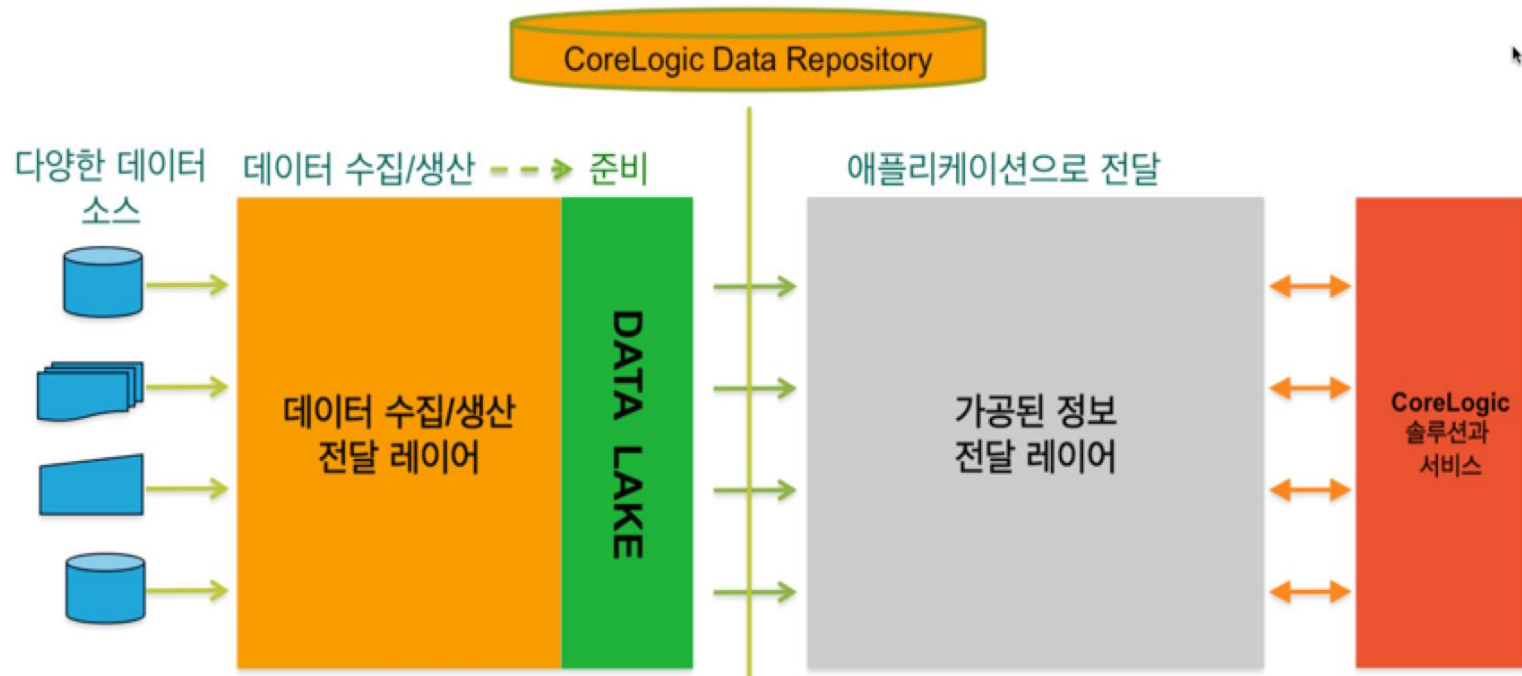 CoreLogic Data Repository
다양한 데이터
소스
데이터 수집/생산
준비
애플리케이션으로 전달
데이터 수집/생산
전달 레이어
DATA LAKE
가공된 정보
전달 레이어
CoreLogic
솔루션과
서비스